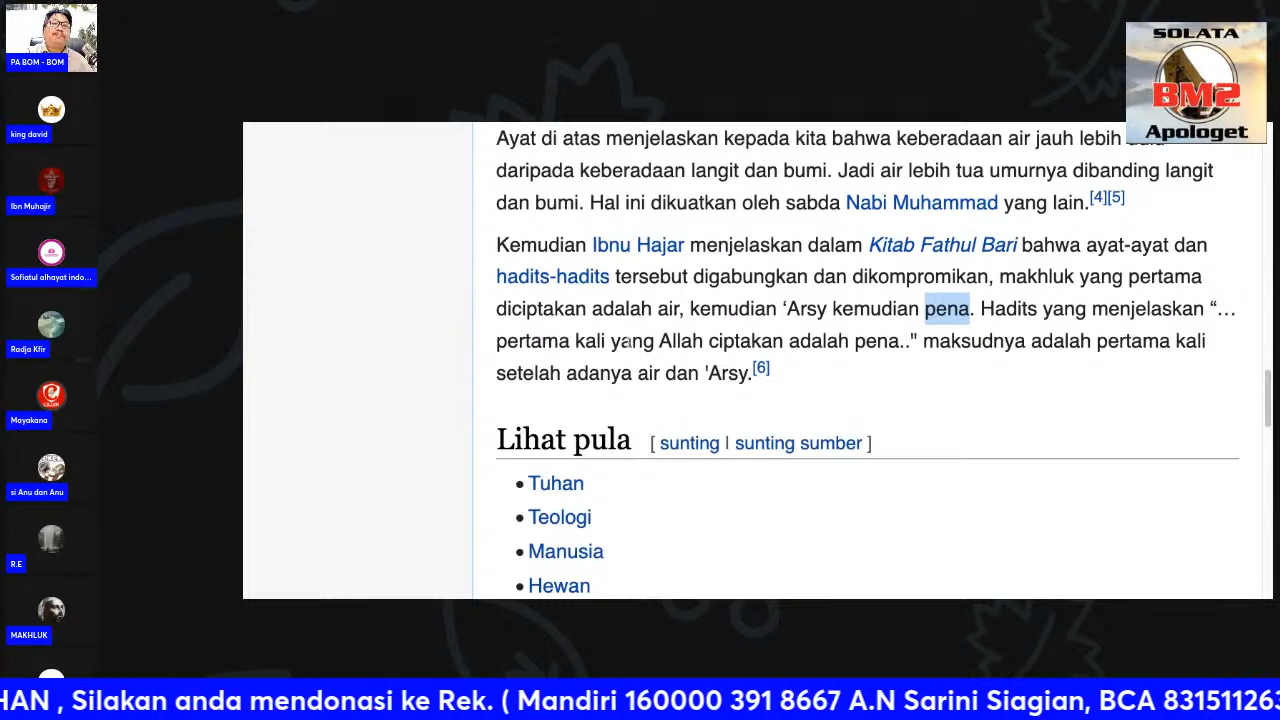 PA BOM - BOM
king david
Ibn Muhajir
Sofiatul alhayat indo...
Radja Kfir
Mayakana
si Anu dan Anu
R.E
MAKHLUK
SOLATA
BM2
Apologet
Ayat di atas menjelaskan kepada kita bahwa keberadaan air jauh lebih
daripada keberadaan langit dan bumi. Jadi air lebih tua umurnya dibanding langit
dan bumi. Hal ini dikuatkan oleh sabda Nabi Muhammad yang lain.[4][5]
Kemudian Ibnu Hajar menjelaskan dalam Kitab Fathul Bari bahwa ayat-ayat dan
hadits-hadits tersebut digabungkan dan dikompromikan, makhluk yang pertama
diciptakan adalah air, kemudian ‘Arsy kemudian pena. Hadits yang menjelaskan “…
pertama kali yang Allah ciptakan adalah pena.." maksudnya adalah pertama kali
setelah adanya air dan 'Arsy.[6]
Lihat pula [ sunting | sunting sumber ]
• Tuhan
• Teologi
• Manusia
• Hewan
HAN , Silakan anda mendonasi ke Rek. ( Mandiri 160000 391 8667 A.N Sarini Siagian, BCA 831511263